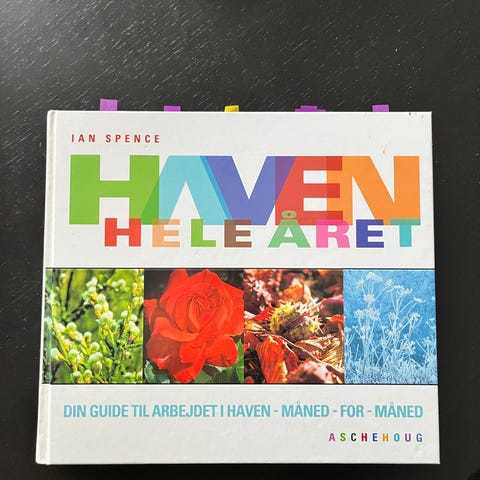 IAN SPENCE
HAVEN
HELE ÅRET
DIN GUIDE TIL ARBEJDET I HAVEN - MÅNED - FOR - MÅNED
ASCHEHOUG